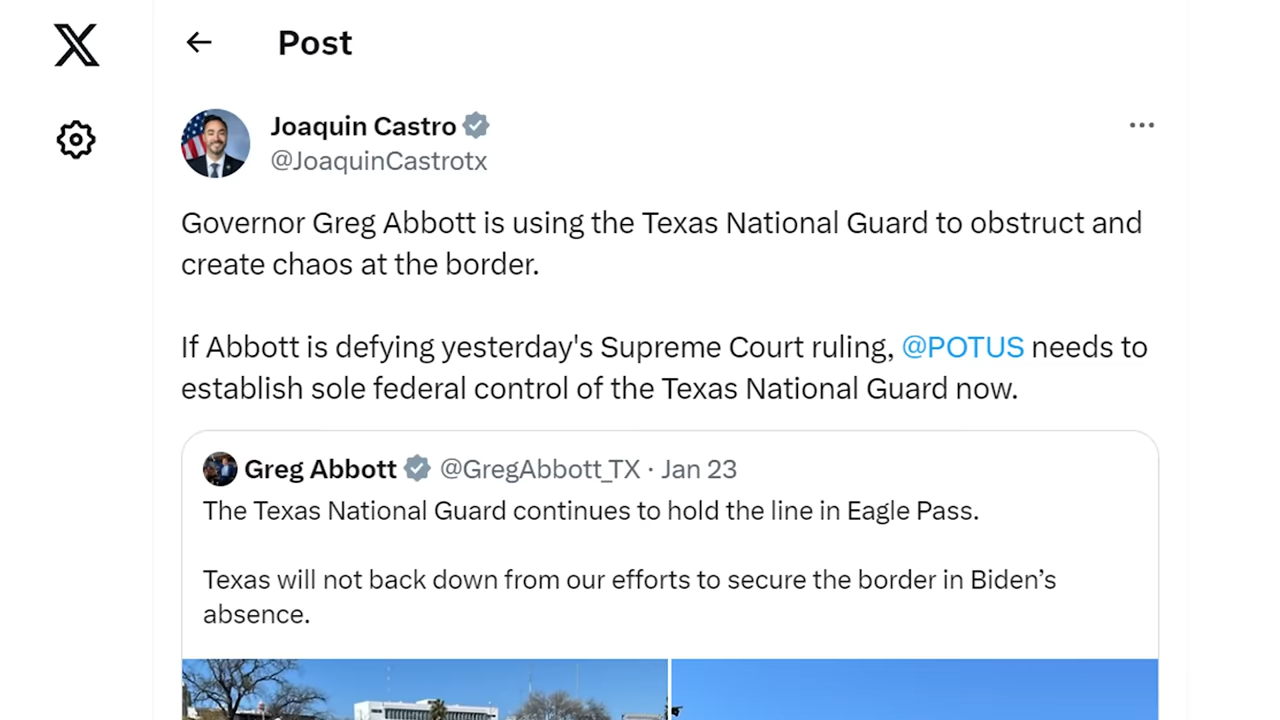 Post
Joaquin Castro
@JoaquinCastrotx
Governor Greg Abbott is using the Texas National Guard to obstruct and
create chaos at the border.
If Abbott is defying yesterday's Supreme Court ruling, @POTUS needs to
establish sole federal control of the Texas National Guard now.
Greg Abbott @GregAbbott_TX · Jan 23
The Texas National Guard continues to hold the line in Eagle Pass.
Texas will not back down from our efforts to secure the border in Biden’s
absence.